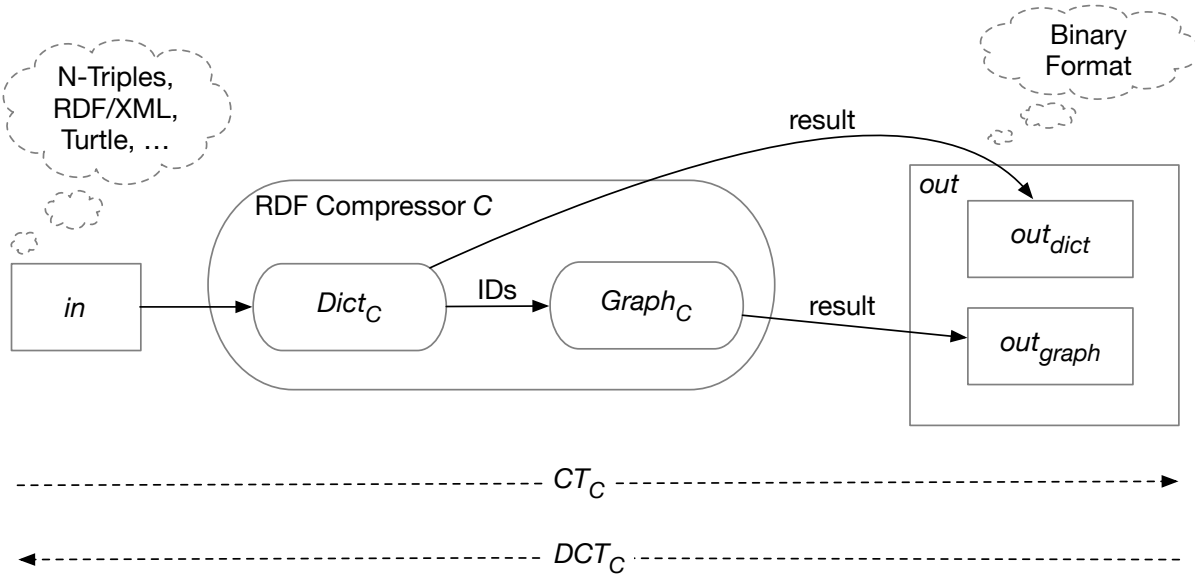 N-Triples,
RDF/XML,
Turtle, …
Binary
Format
result
out
RDF Compressor C
out_dict
in
Dict_C
IDs
Graph_C
result
out_graph
CT_C
DCT_C